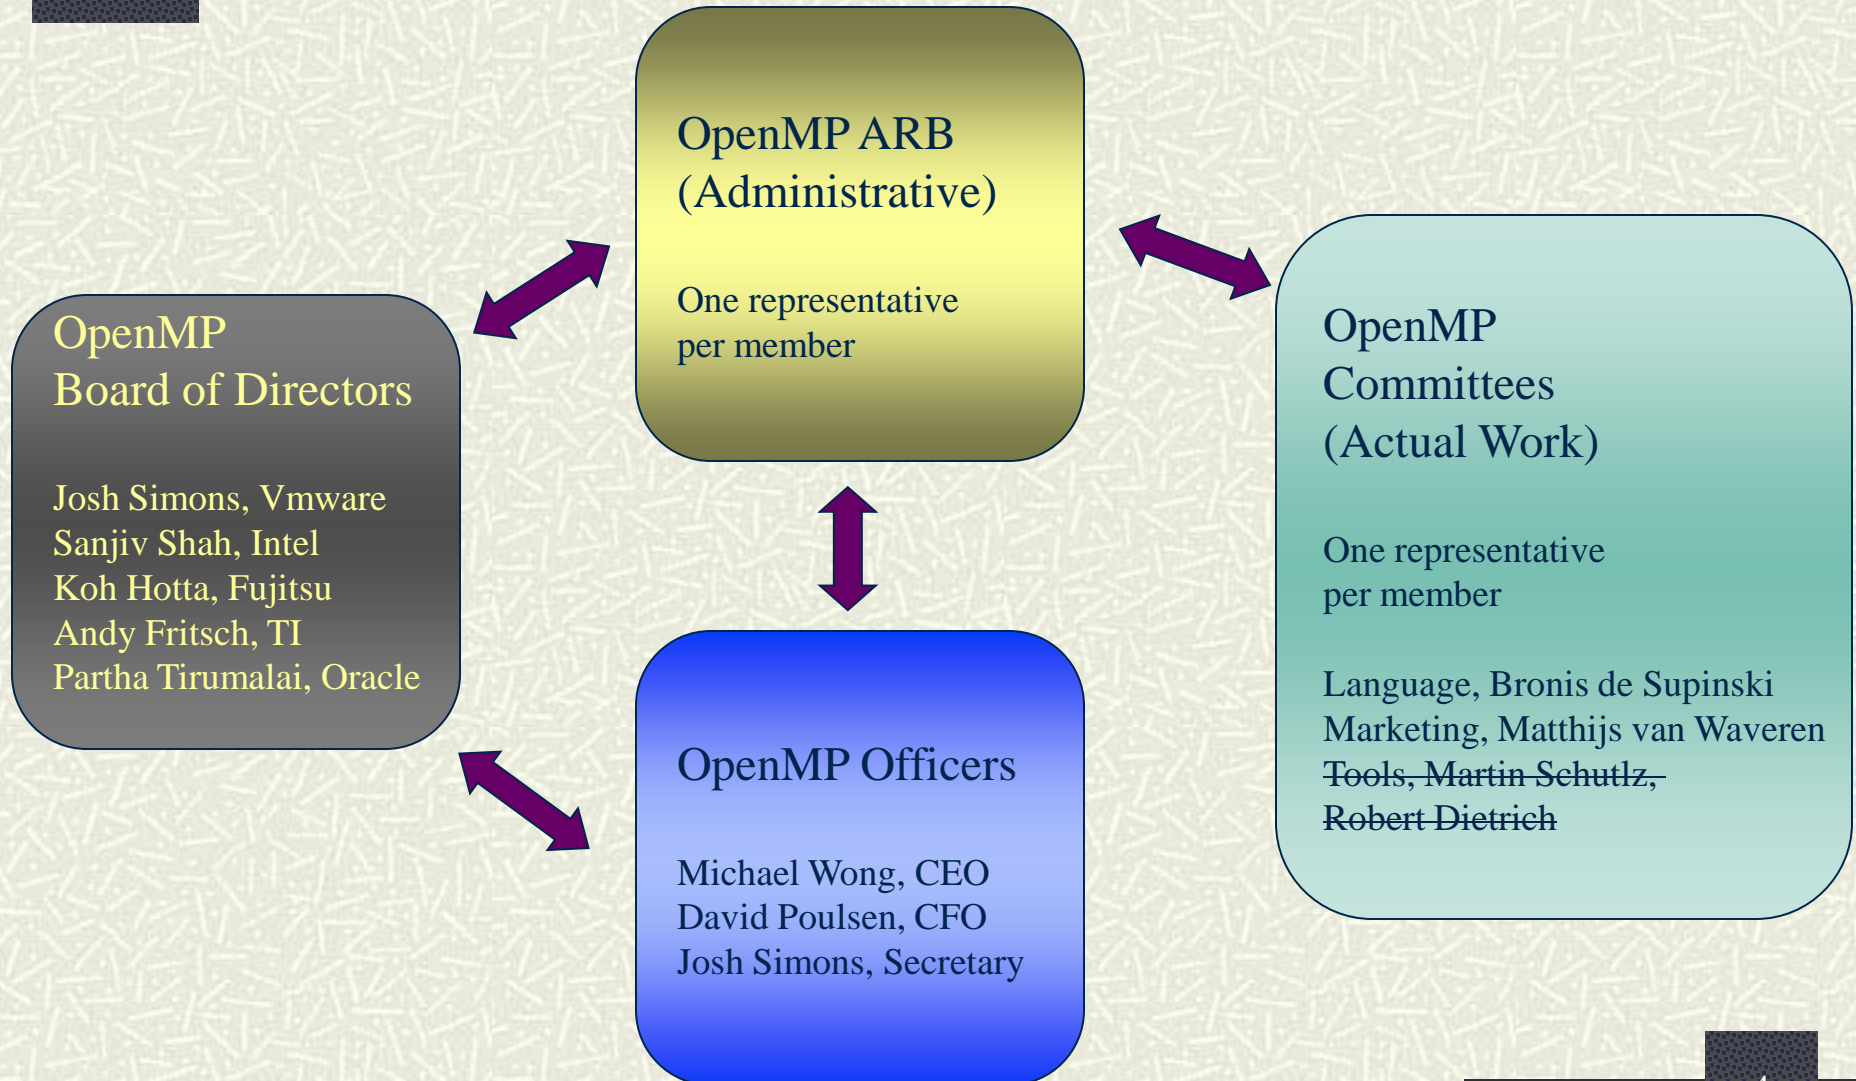 OpenMP ARB
(Administrative)
One representative
per member
OpenMP
Board of Directors
Josh Simons, Vmware
Sanjiv Shah, Intel
Koh Hotta, Fujitsu
Andy Fritsch, TI
Partha Tirumalai, Oracle
OpenMP
Committees
(Actual Work)
One representative
per member
Language, Bronis de Supinski
Marketing, Matthijs van Waveren
Tools, Martin Schutlz,
Robert Dietrich
OpenMP Officers
Michael Wong, CEO
David Poulsen, CFO
Josh Simons, Secretary